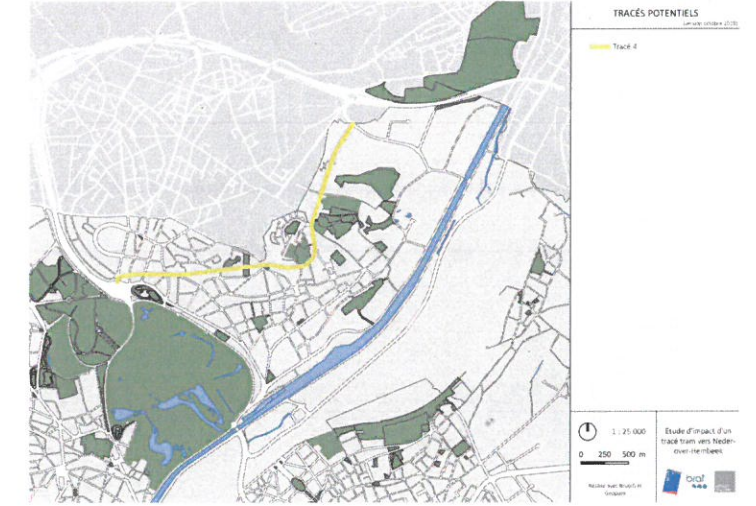 TRACÉS POTENTIELS
Tracé 4
1 : 25 000
0 250 500 m
Etude d'impact d'un
tracé tram vers Neder-
over-Hembeek
brat